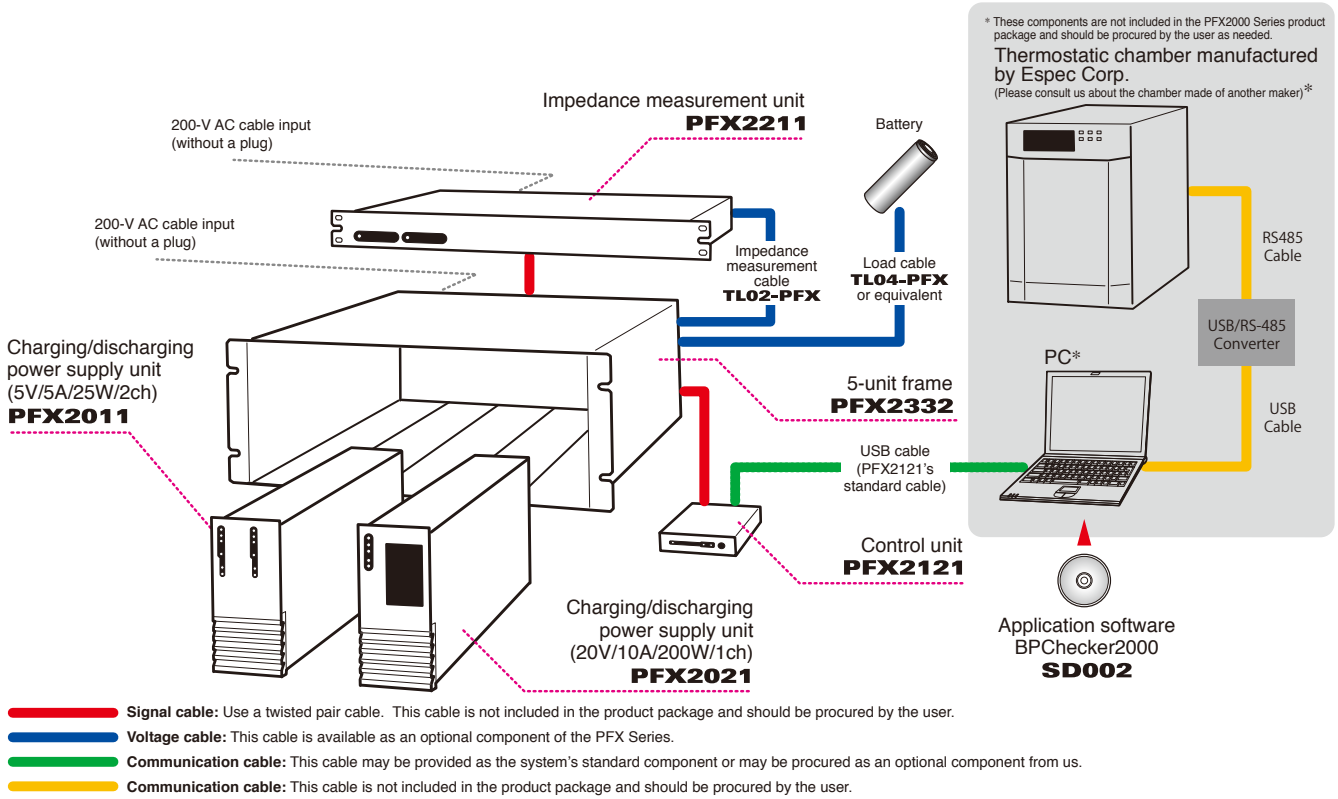 * These components are not included in the PFX2000 Series product
package and should be procured by the user as needed.
Thermostatic chamber manufactured
by Espec Corp.
(Please consult us about the chamber made of another maker)*
Impedance measurement unit
PFX2211
200-V AC cable input
(without a plug)
Battery
200-V AC cable input
(without a plug)
Impedance
measurement
cable
TL02-PFX
Load cable
TL04-PFX
or equivalent
RS485
Cable
USB/RS-485
Converter
Charging/discharging
power supply unit
(5V/5A/25W/2ch)
PFX2011
5-unit frame
PFX2332
PC*
USB
Cable
USB cable
(PFX2121's
standard cable)
Control unit
PFX2121
Charging/discharging
power supply unit
(20V/10A/200W/1ch)
PFX2021
Application software
BPChecker2000
SD002
Signal cable: Use a twisted pair cable. This cable is not included in the product package and should be procured by the user.
Voltage cable: This cable is available as an optional component of the PFX Series.
Communication cable: This cable may be provided as the system's standard component or may be procured as an optional component from us.
Communication cable: This cable is not included in the product package and should be procured by the user.